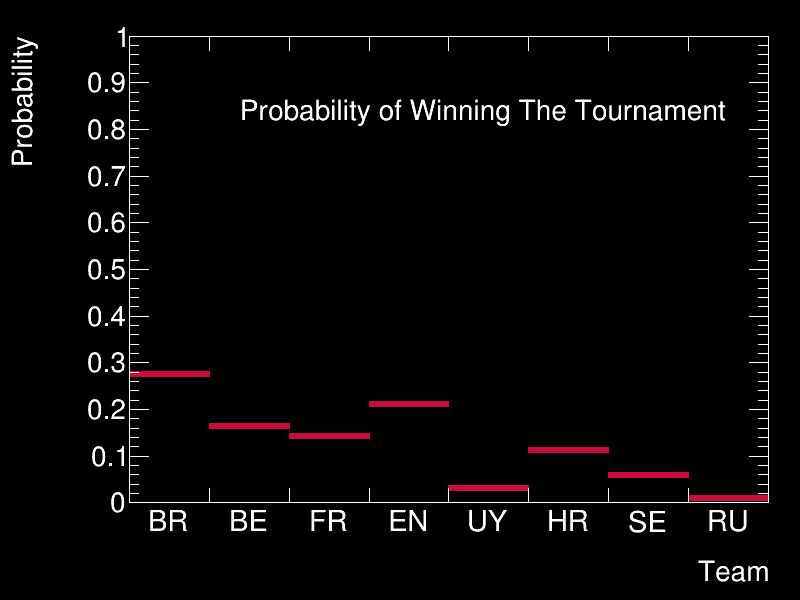 Probability
Probability of Winning The Tournament
1
0.9
0.8
0.7
0.6
0.5
0.4
0.3
0.2
0.1
0
BR BE FR EN UY HR SE RU
Team